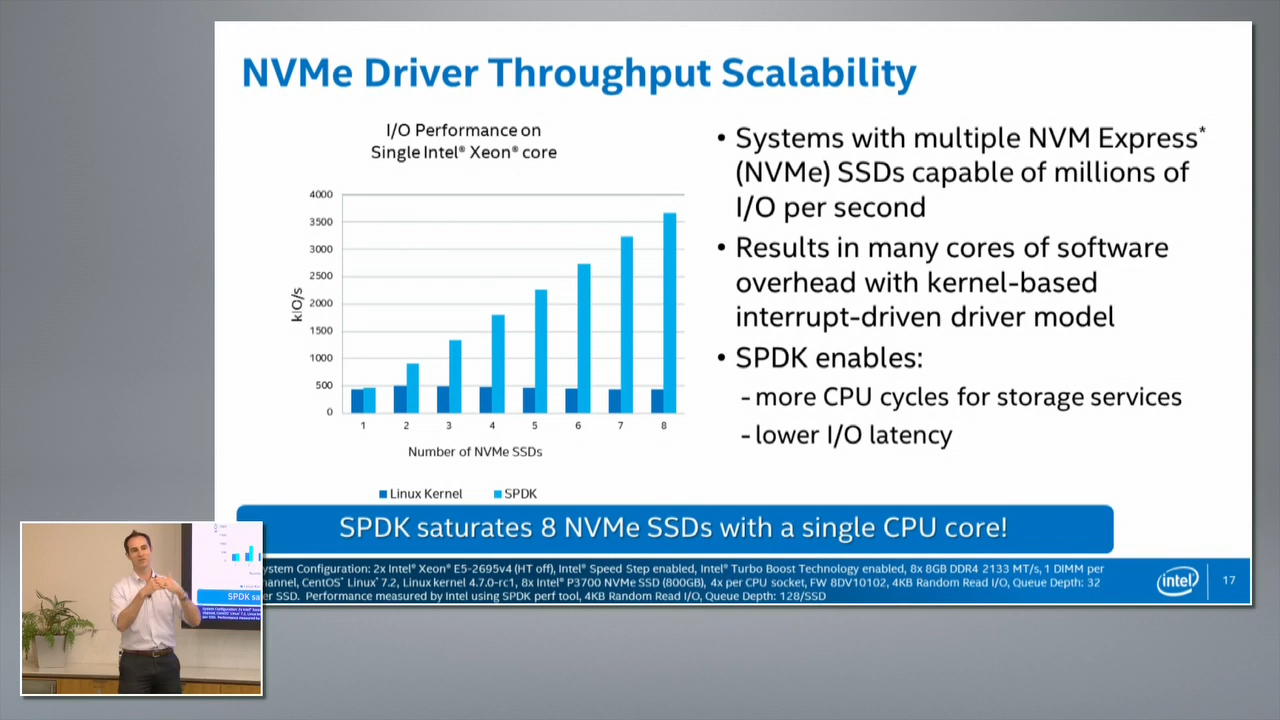 NVMe Driver Throughput Scalability
I/O Performance on
Single Intel® Xeon® core
4000
3500
3000
2500
2000
1500
1000
500
0
kIO/s
1 2 3 4 5 6 7 8
Number of NVMe SSDs
Linux Kernel SPDK
• Systems with multiple NVM Express*
(NVMe) SSDs capable of millions of
I/O per second
• Results in many cores of software
overhead with kernel-based
interrupt-driven driver model
• SPDK enables:
- more CPU cycles for storage services
- lower I/O latency
SPDK saturates 8 NVMe SSDs with a single CPU core!
ystem Configuration: 2x Intel® Xeon® E5-2695v4 (HT off), Intel® Speed Step enabled, Intel® Turbo Boost Technology enabled, 8x 8GB DDR4 2133 MT/s, 1 DIMM per
hannel, CentOS* Linux* 7.2, Linux kernel 4.7.0-rc1, 8x Intel® P3700 NVMe SSD (800GB), 4x per CPU socket, FW 8DV10102, 4KB Random Read I/O, Queue Depth: 32
er SSD. Performance measured by Intel using SPDK perf tool, 4KB Random Read I/O, Queue Depth: 128/SSD
intel
17
SPDK sa